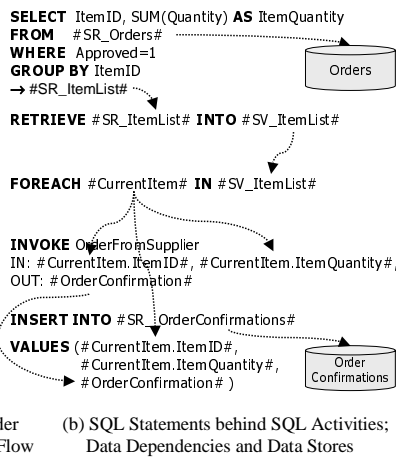 SELECT ItemID, SUM(Quantity) AS ItemQuantity
FROM #SR_Orders#
WHERE Approved=1
GROUP BY ItemID
→ #SR_ItemList#
Orders
RETRIEVE #SR_ItemList# INTO #SV_ItemList#
FOREACH #CurrentItem# IN #SV_ItemList#
INVOKE OrderFromSupplier
IN: #CurrentItem.ItemID#, #CurrentItem.ItemQuantity#,
OUT: #OrderConfirmation#
INSERT INTO #SR_OrderConfirmations#
VALUES (#CurrentItem.ItemID#,
#CurrentItem.ItemQuantity#,
#OrderConfirmation# )
Order
Confirmations
(b) SQL Statements behind SQL Activities;
Flow Data Dependencies and Data Stores